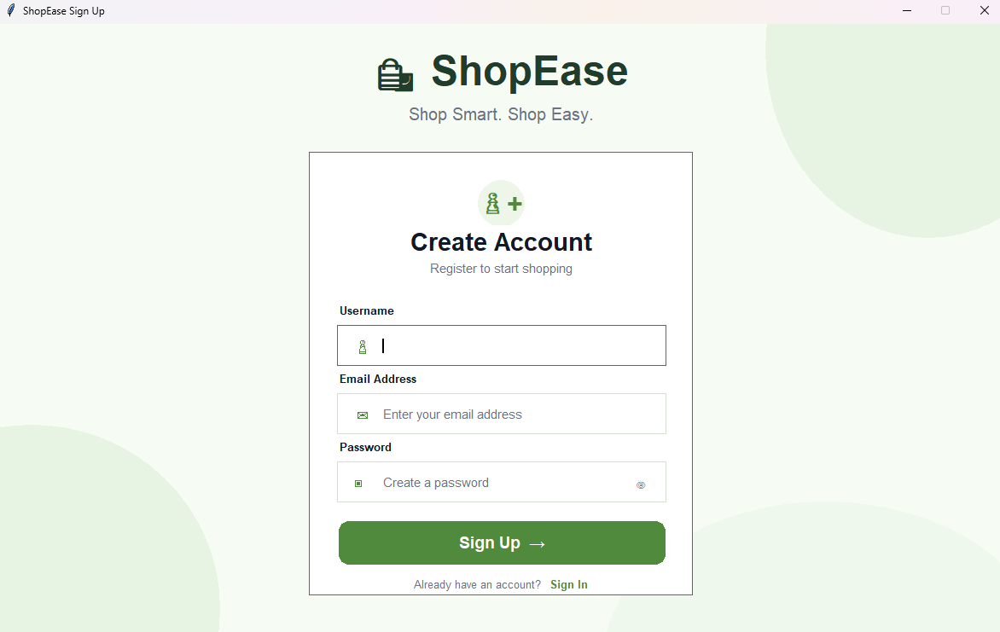 ShopEase Sign Up
ShopEase
Shop Smart. Shop Easy.
Create Account
Register to start shopping
Username
Email Address
Enter your email address
Password
Create a password
Sign Up →
Already have an account? Sign In